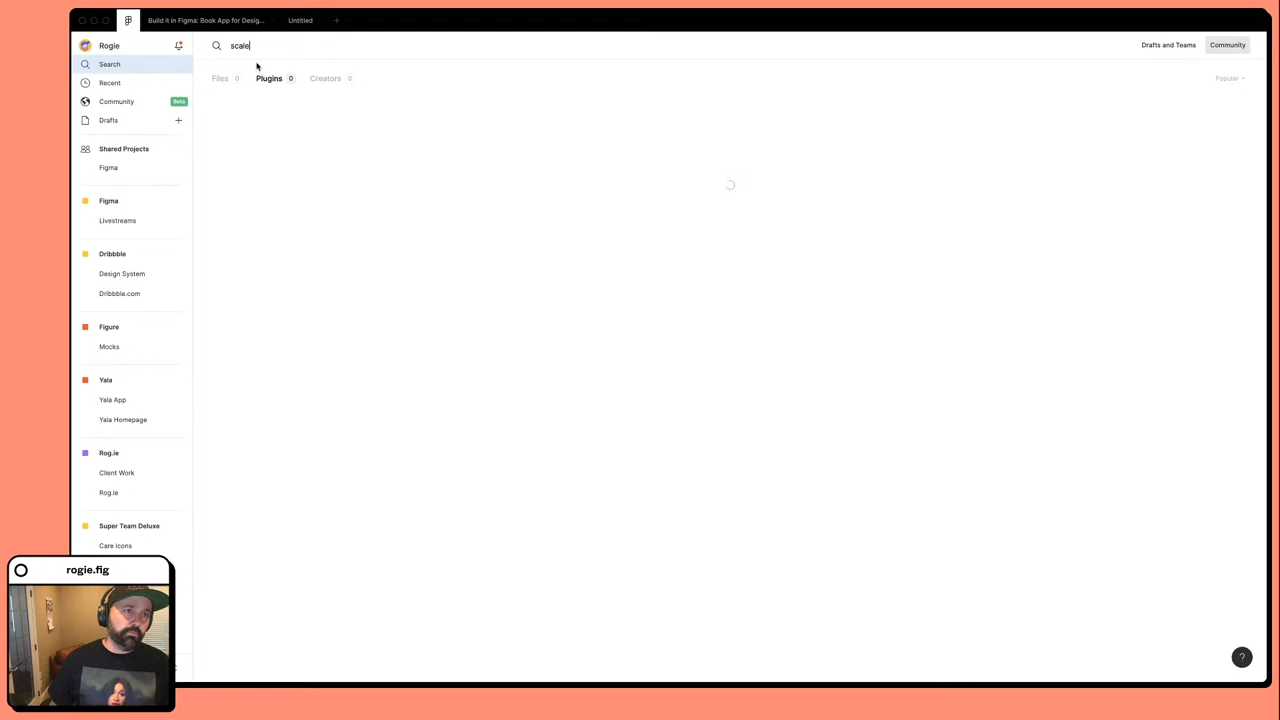 Build it in Figma: Book App for Desig...
Untitled
Rogie
scale
Drafts and Teams
Community
Search
Recent
Community
Beta
Drafts
Files 0
Plugins 0
Creators 0
Popular
Shared Projects
Figma
Figma
Livestreams
Dribbble
Design System
Dribbble.com
Figure
Mocks
Yala
Yala App
Yala Homepage
Rog.ie
Client Work
Rog.ie
Super Team Deluxe
Care Icons
rogie.fig
?